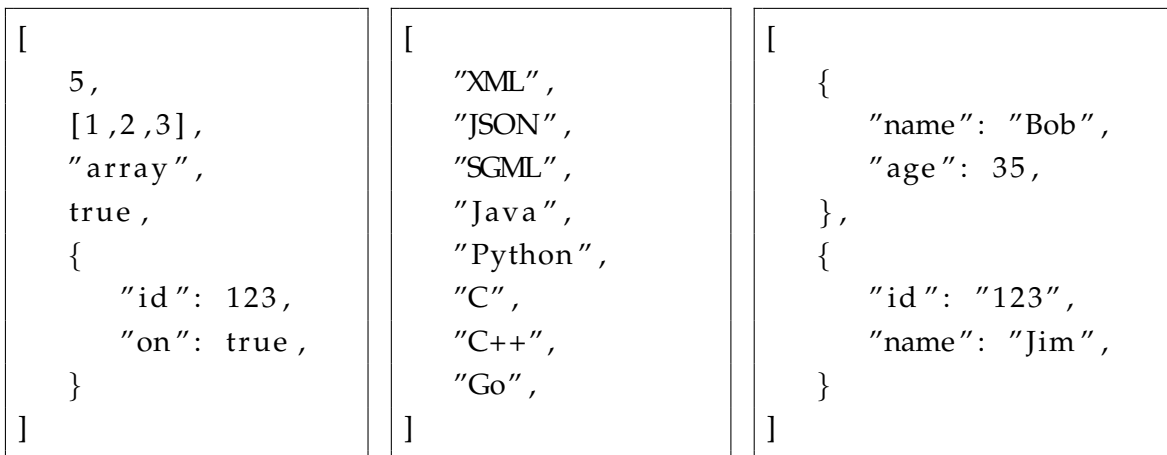 [
5,
[1,2,3],
"array",
true,
{
"id": 123,
"on": true,
}
]
[
"XML",
"JSON",
"SGML",
"Java",
"Python",
"C",
"C++",
"Go",
]
[
{
"name": "Bob",
"age": 35,
},
{
"id": "123",
"name": "Jim",
}
]